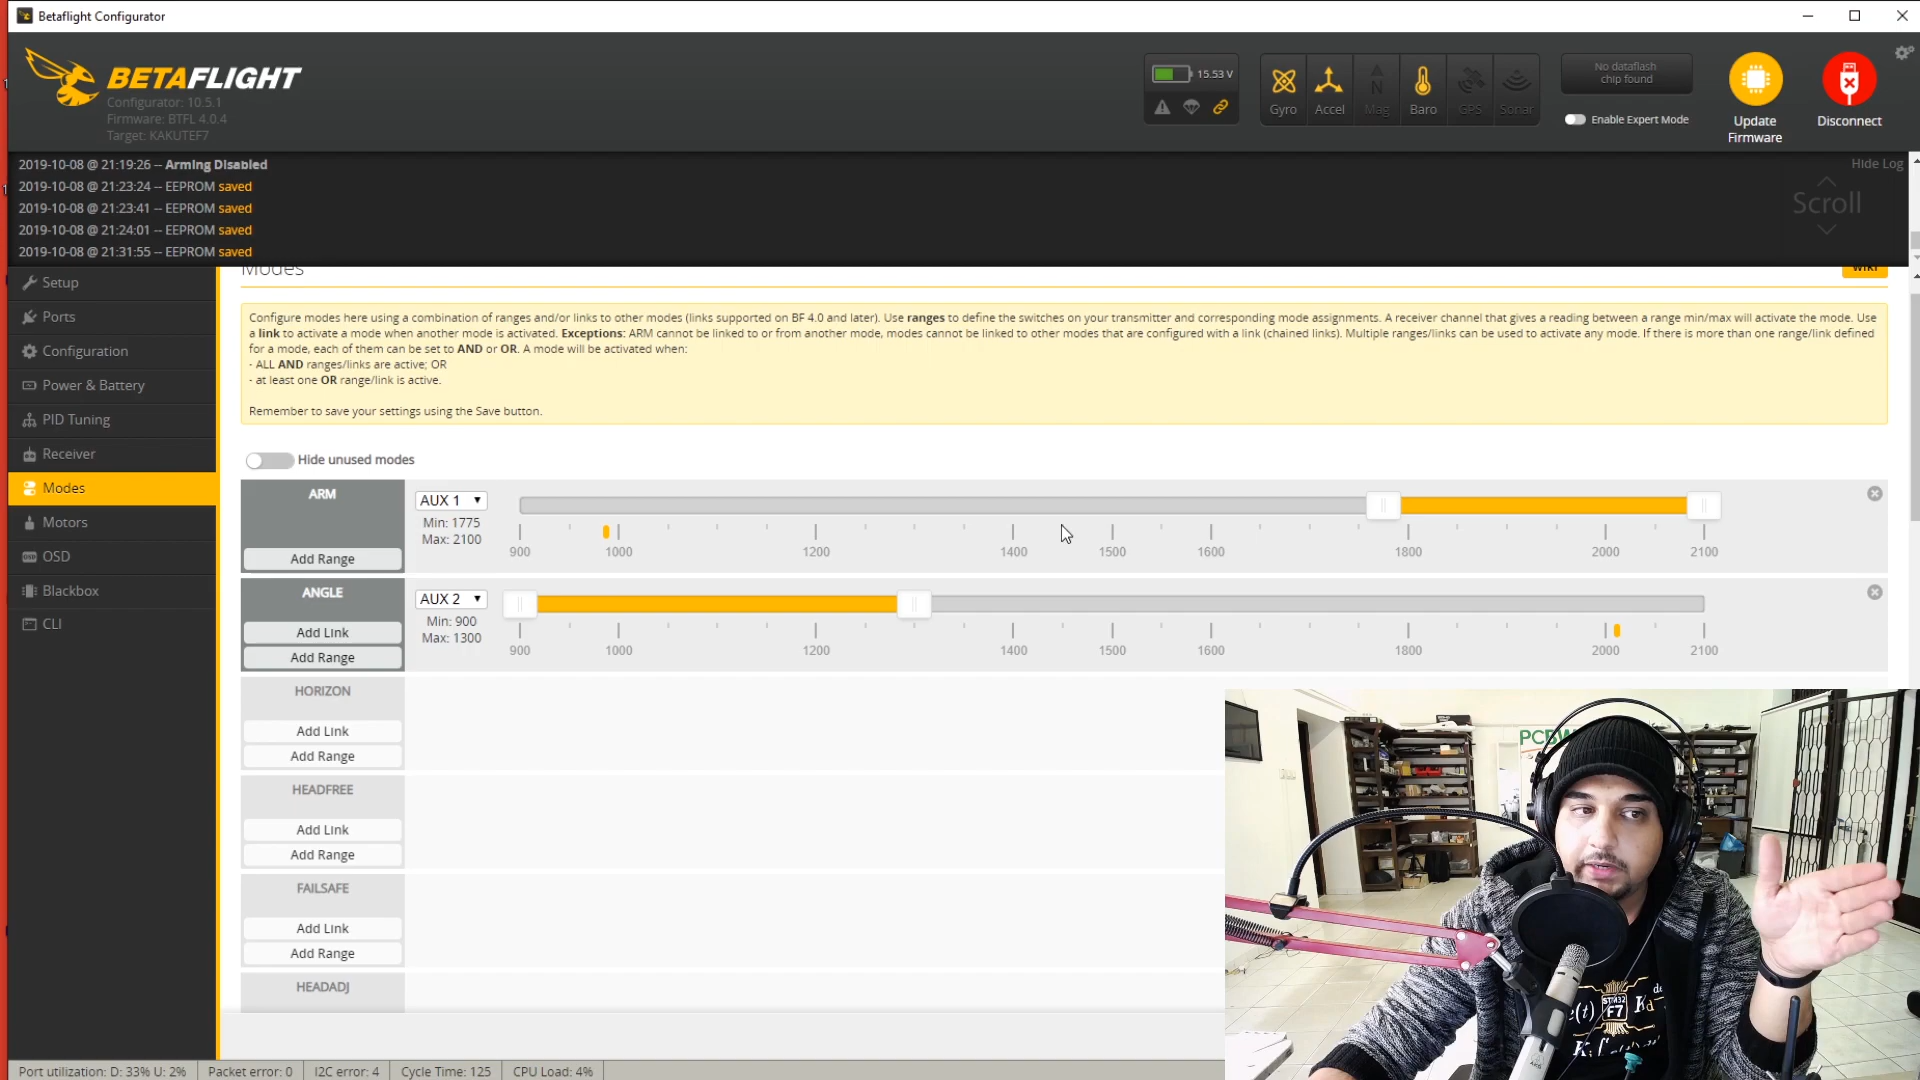 Betaflight Configurator
BETAFLIGHT
Configurator: 10.5.1
Firmware: BTFL 4.0.4
Target: KAKUTEF7
15.53 V
Gyro
Accel
Mag
Baro
GPS
Sonar
No dataflash
chip found
Enable Expert Mode
Update
Firmware
Disconnect
2019-10-08 @ 21:19:26 -- Arming Disabled
2019-10-08 @ 21:23:24 -- EEPROM saved
2019-10-08 @ 21:23:41 -- EEPROM saved
2019-10-08 @ 21:24:01 -- EEPROM saved
2019-10-08 @ 21:31:55 -- EEPROM saved
Hide Log
Scroll
Setup
Ports
Configuration
Power & Battery
PID Tuning
Receiver
Modes
Motors
OSD
Blackbox
CLI
Modes
WIKI
Configure modes here using a combination of ranges and/or links to other modes (links supported on BF 4.0 and later). Use ranges to define the switches on your transmitter and corresponding mode assignments. A receiver channel that gives a reading between a range min/max will activate the mode. Use
a link to activate a mode when another mode is activated. Exceptions: ARM cannot be linked to or from another mode, modes cannot be linked to other modes that are configured with a link (chained links). Multiple ranges/links can be used to activate any mode. If there is more than one range/link defined
for a mode, each of them can be set to AND or OR. A mode will be activated when:
- ALL AND ranges/links are active; OR
- at least one OR range/link is active.
Remember to save your settings using the Save button.
Hide unused modes
ARM
Add Range
AUX 1
Min: 1775
Max: 2100
900 1000 1200 1400 1500 1600 1800 2000 2100
ANGLE
Add Link
Add Range
AUX 2
Min: 900
Max: 1300
900 1000 1200 1400 1500 1600 1800 2000 2100
HORIZON
Add Link
Add Range
HEADFREE
Add Link
Add Range
FAILSAFE
Add Link
Add Range
HEADADJ
PCBW
STM32
F7
Port utilization: D: 33% U: 2%
Packet error: 0
I2C error: 4
Cycle Time: 125
CPU Load: 4%